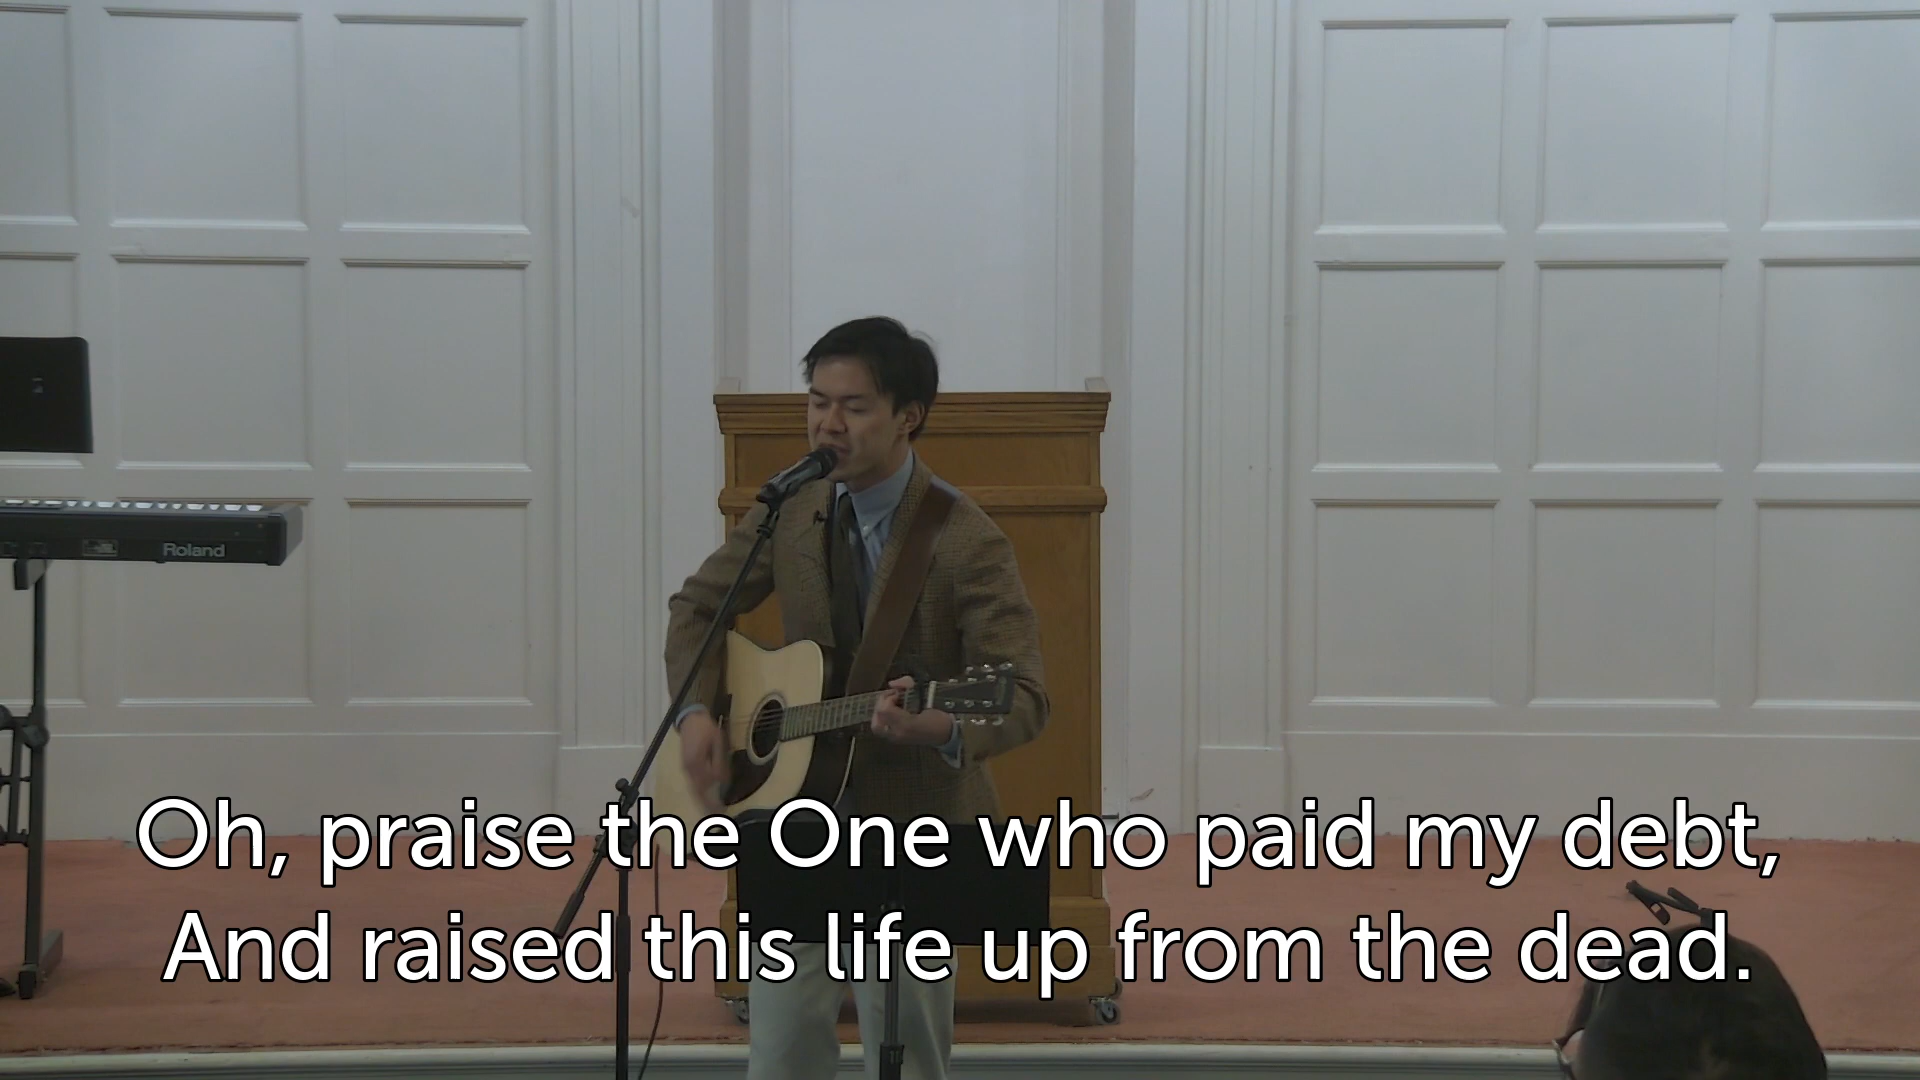 Roland
Oh, praise the One who paid my debt,
And raised this life up from the dead.